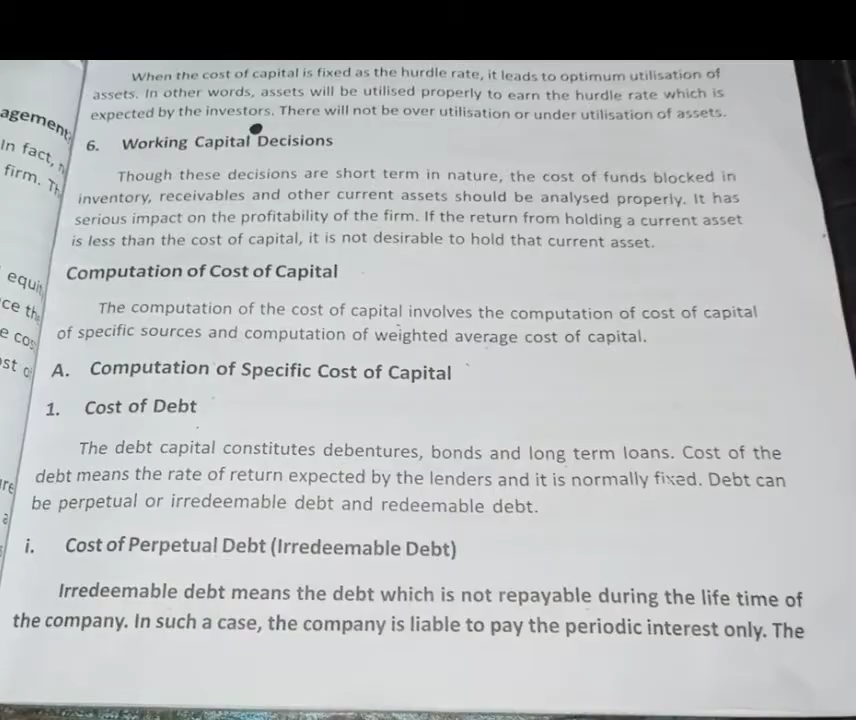 When the cost of capital is fixed as the hurdle rate, it leads to optimum utilisation of
assets. In other words, assets will be utilised properly to earn the hurdle rate which is
expected by the investors. There will not be over utilisation or under utilisation of assets.
6. Working Capital Decisions
Though these decisions are short term in nature, the cost of funds blocked in
inventory, receivables and other current assets should be analysed properly. It has
serious impact on the profitability of the firm. If the return from holding a current asset
is less than the cost of capital, it is not desirable to hold that current asset.
Computation of Cost of Capital
The computation of the cost of capital involves the computation of cost of capital
of specific sources and computation of weighted average cost of capital.
A. Computation of Specific Cost of Capital
1. Cost of Debt
The debt capital constitutes debentures, bonds and long term loans. Cost of the
debt means the rate of return expected by the lenders and it is normally fixed. Debt can
be perpetual or irredeemable debt and redeemable debt.
i. Cost of Perpetual Debt (Irredeemable Debt)
Irredeemable debt means the debt which is not repayable during the life time of
the company. In such a case, the company is liable to pay the periodic interest only. The